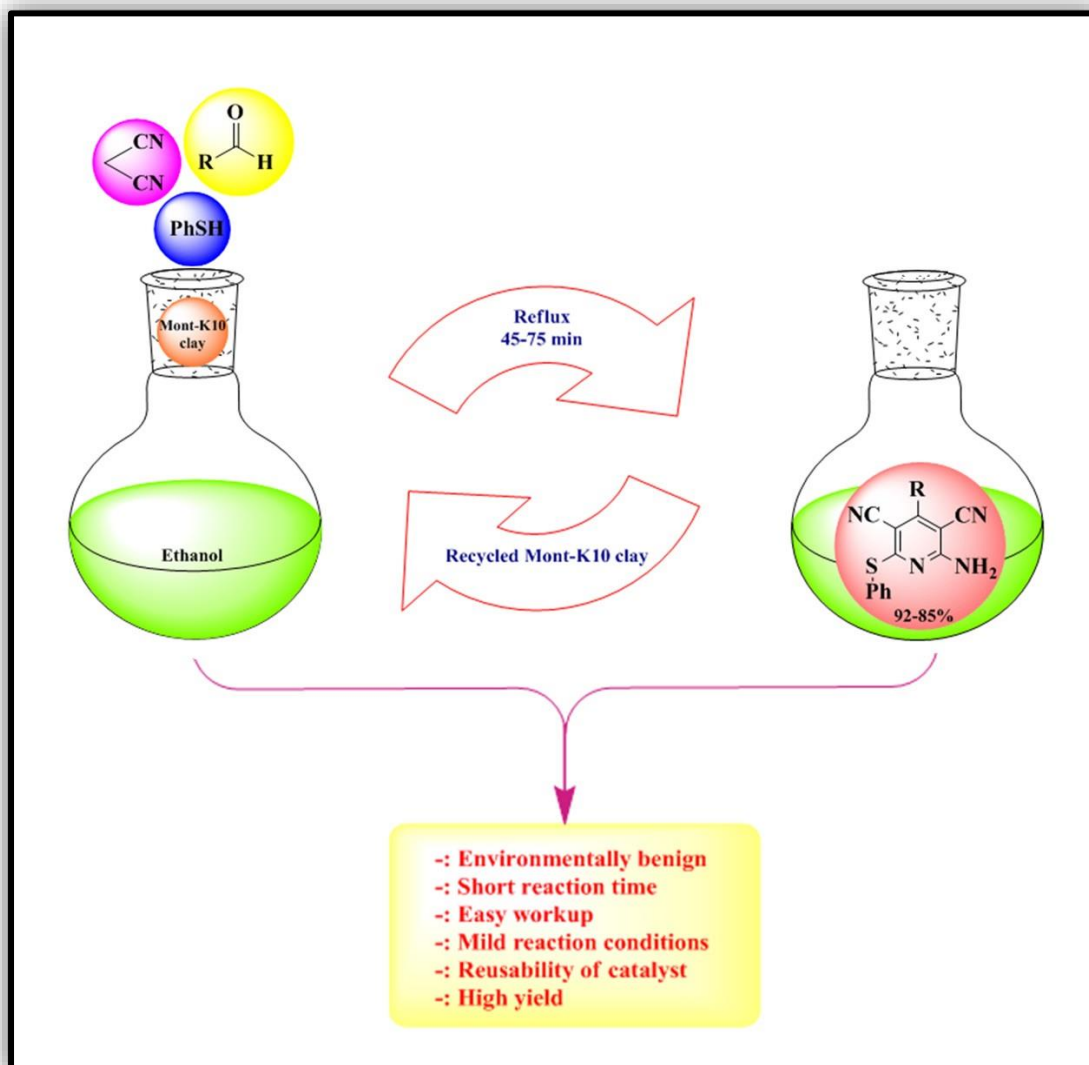 O
CN
R
H
CN
PhSH
Mont-K10
clay
Ethanol
Reflux
45-75 min
Recycled Mont-K10 clay
R
NC
CN
S
N
NH2
Ph
92-85%
-: Environmentally benign
-: Short reaction time
-: Easy workup
-: Mild reaction conditions
-: Reusability of catalyst
-: High yield